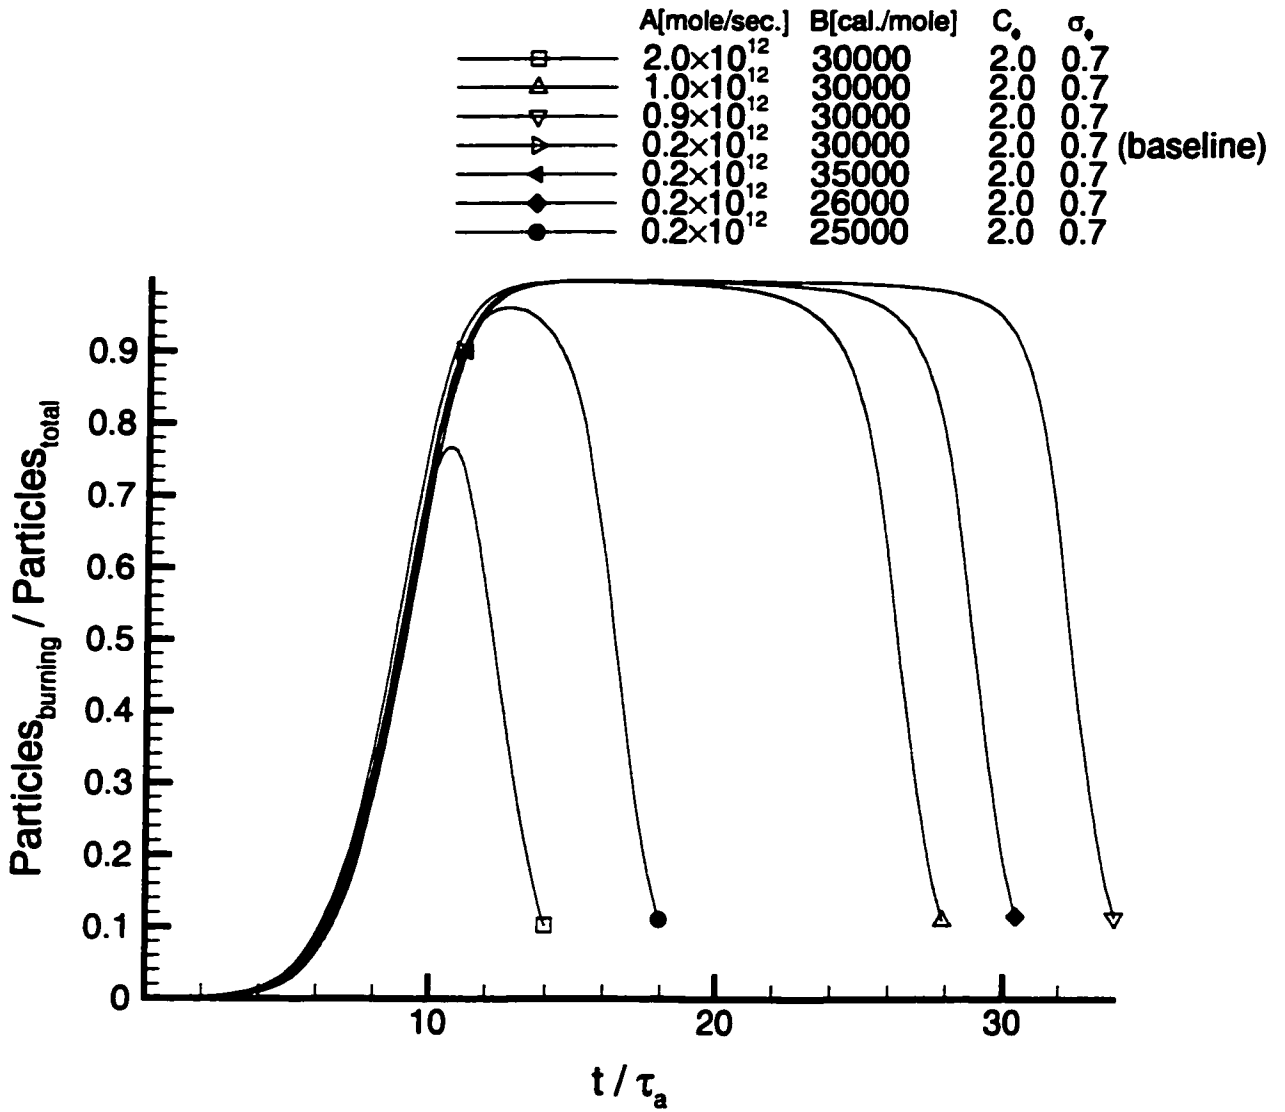 A[mole/sec.] B[cal./mole] Cϕ σϕ
2.0×10¹² 30000 2.0 0.7
1.0×10¹² 30000 2.0 0.7
0.9×10¹² 30000 2.0 0.7
0.2×10¹² 30000 2.0 0.7 (baseline)
0.2×10¹² 35000 2.0 0.7
0.2×10¹² 26000 2.0 0.7
0.2×10¹² 25000 2.0 0.7
Particles_burning / Particles_total
0.9
0.8
0.7
0.6
0.5
0.4
0.3
0.2
0.1
0
10 20 30
t / τₐ